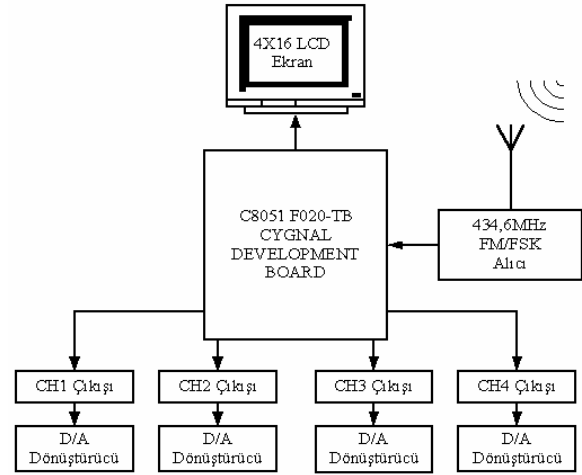 4X16 LCD
Ekran
C8051 F020-TB
CYGNAL
DEVELOPMENT
BOARD
434,6MHz
FM/FSK
Alıcı
CH1 Çıkışı
CH2 Çıkışı
CH3 Çıkışı
CH4 Çıkışı
D/A
Dönüştürücü
D/A
Dönüştürücü
D/A
Dönüştürücü
D/A
Dönüştürücü